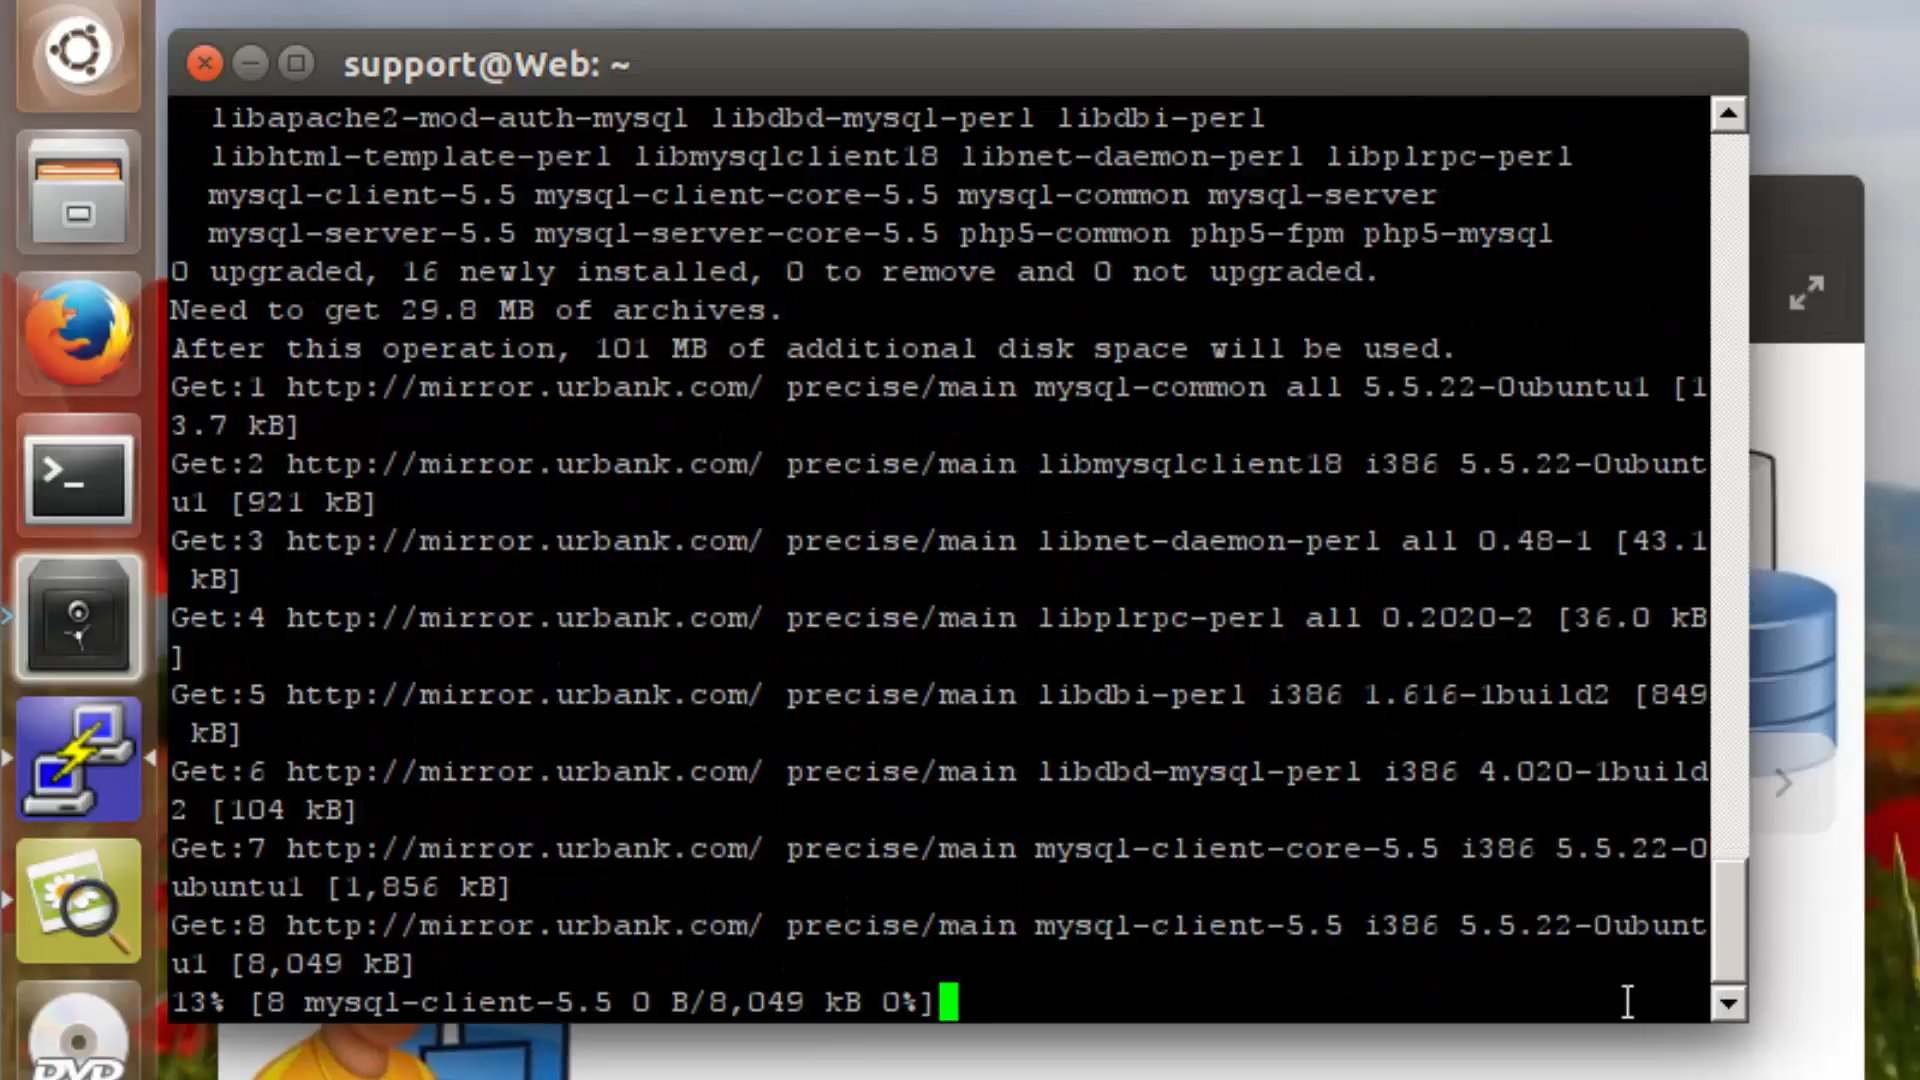 support@Web: ~
libapache2-mod-auth-mysql libdbd-mysql-perl libdbi-perl
libhtml-template-perl libmysqlclient18 libnet-daemon-perl libplrpc-perl
mysql-client-5.5 mysql-client-core-5.5 mysql-common mysql-server
mysql-server-5.5 mysql-server-core-5.5 php5-common php5-fpm php5-mysql
0 upgraded, 16 newly installed, 0 to remove and 0 not upgraded.
Need to get 29.8 MB of archives.
After this operation, 101 MB of additional disk space will be used.
Get:1 http://mirror.urbank.com/ precise/main mysql-common all 5.5.22-0ubuntu1 [1
3.7 kB]
Get:2 http://mirror.urbank.com/ precise/main libmysqlclient18 i386 5.5.22-0ubunt
u1 [921 kB]
Get:3 http://mirror.urbank.com/ precise/main libnet-daemon-perl all 0.48-1 [43.1
kB]
Get:4 http://mirror.urbank.com/ precise/main libplrpc-perl all 0.2020-2 [36.0 kB
]
Get:5 http://mirror.urbank.com/ precise/main libdbi-perl i386 1.616-1build2 [849
kB]
Get:6 http://mirror.urbank.com/ precise/main libdbd-mysql-perl i386 4.020-1build
2 [104 kB]
Get:7 http://mirror.urbank.com/ precise/main mysql-client-core-5.5 i386 5.5.22-0
ubuntu1 [1,856 kB]
Get:8 http://mirror.urbank.com/ precise/main mysql-client-5.5 i386 5.5.22-0ubunt
u1 [8,049 kB]
13% [8 mysql-client-5.5 0 B/8,049 kB 0%]
DVD